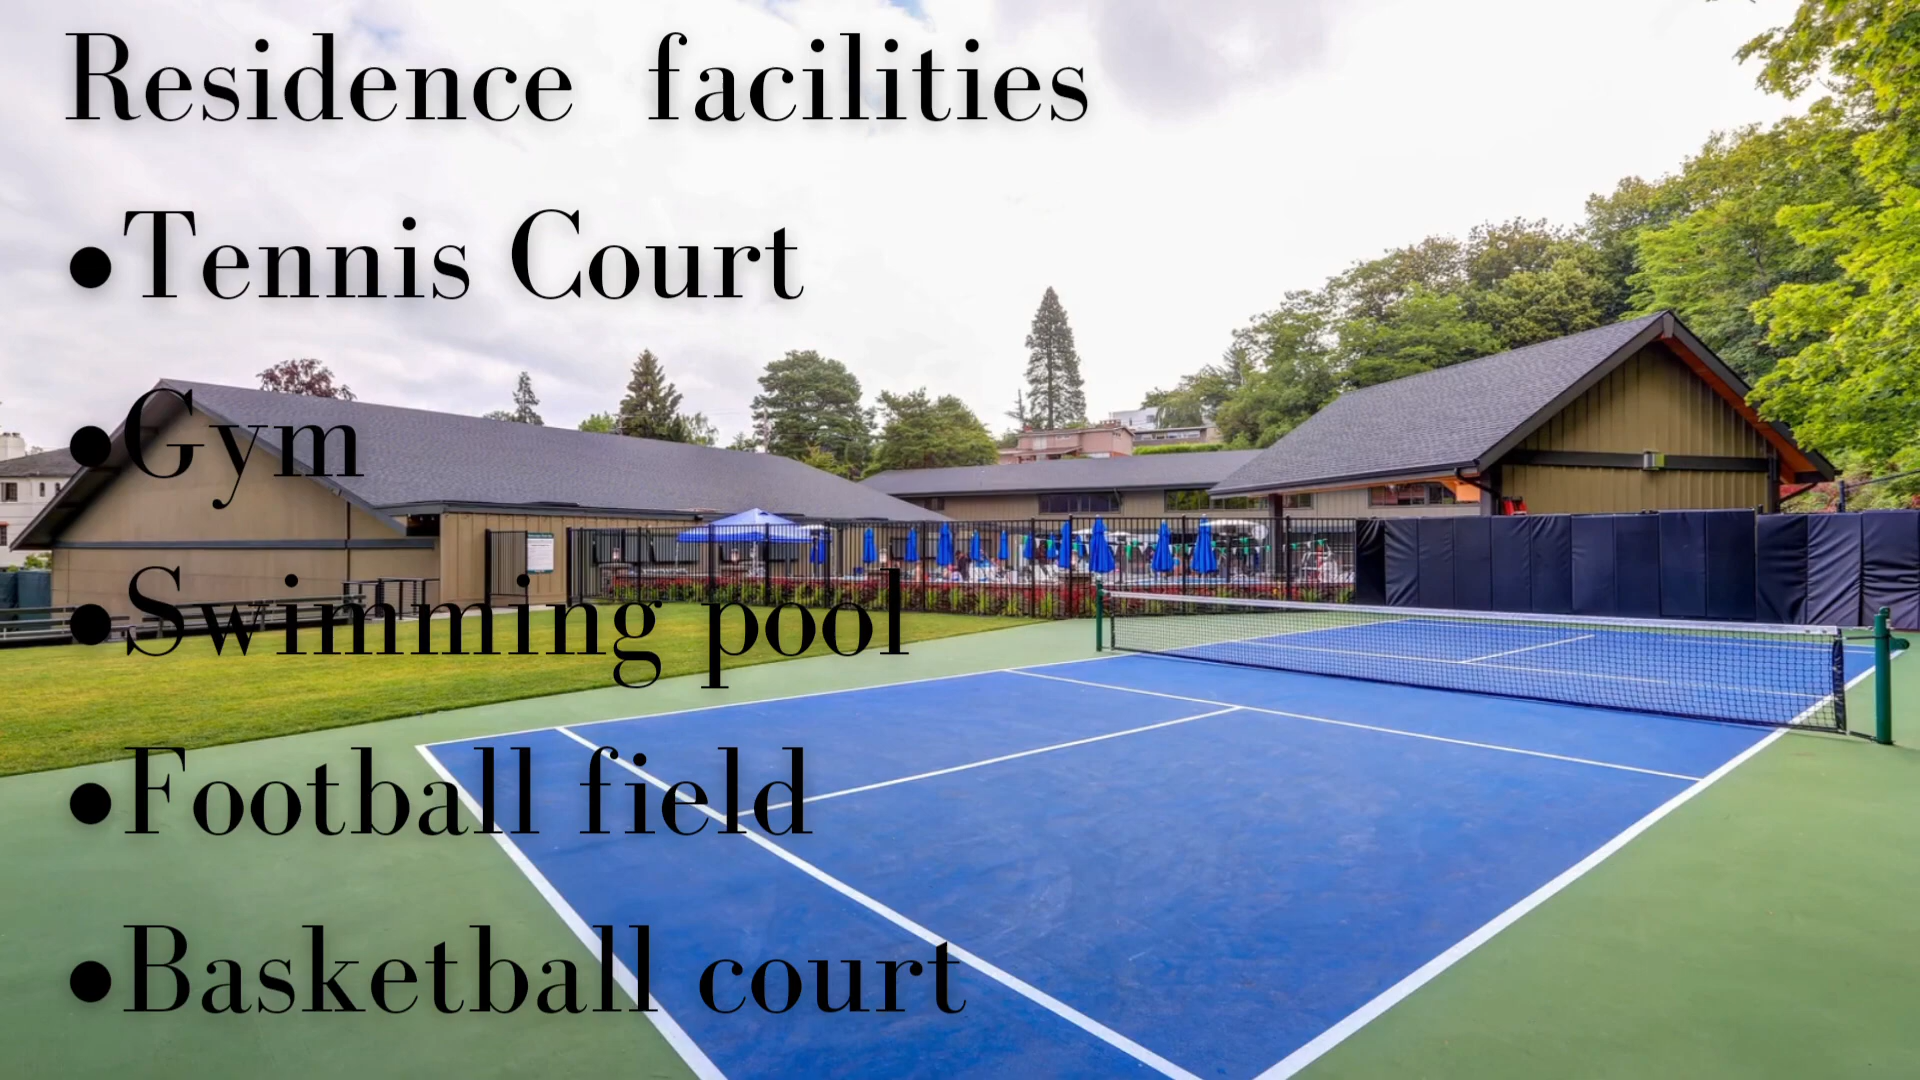 Residence facilities
•Tennis Court
•Gym
•Swimming pool
•Football field
•Basketball court